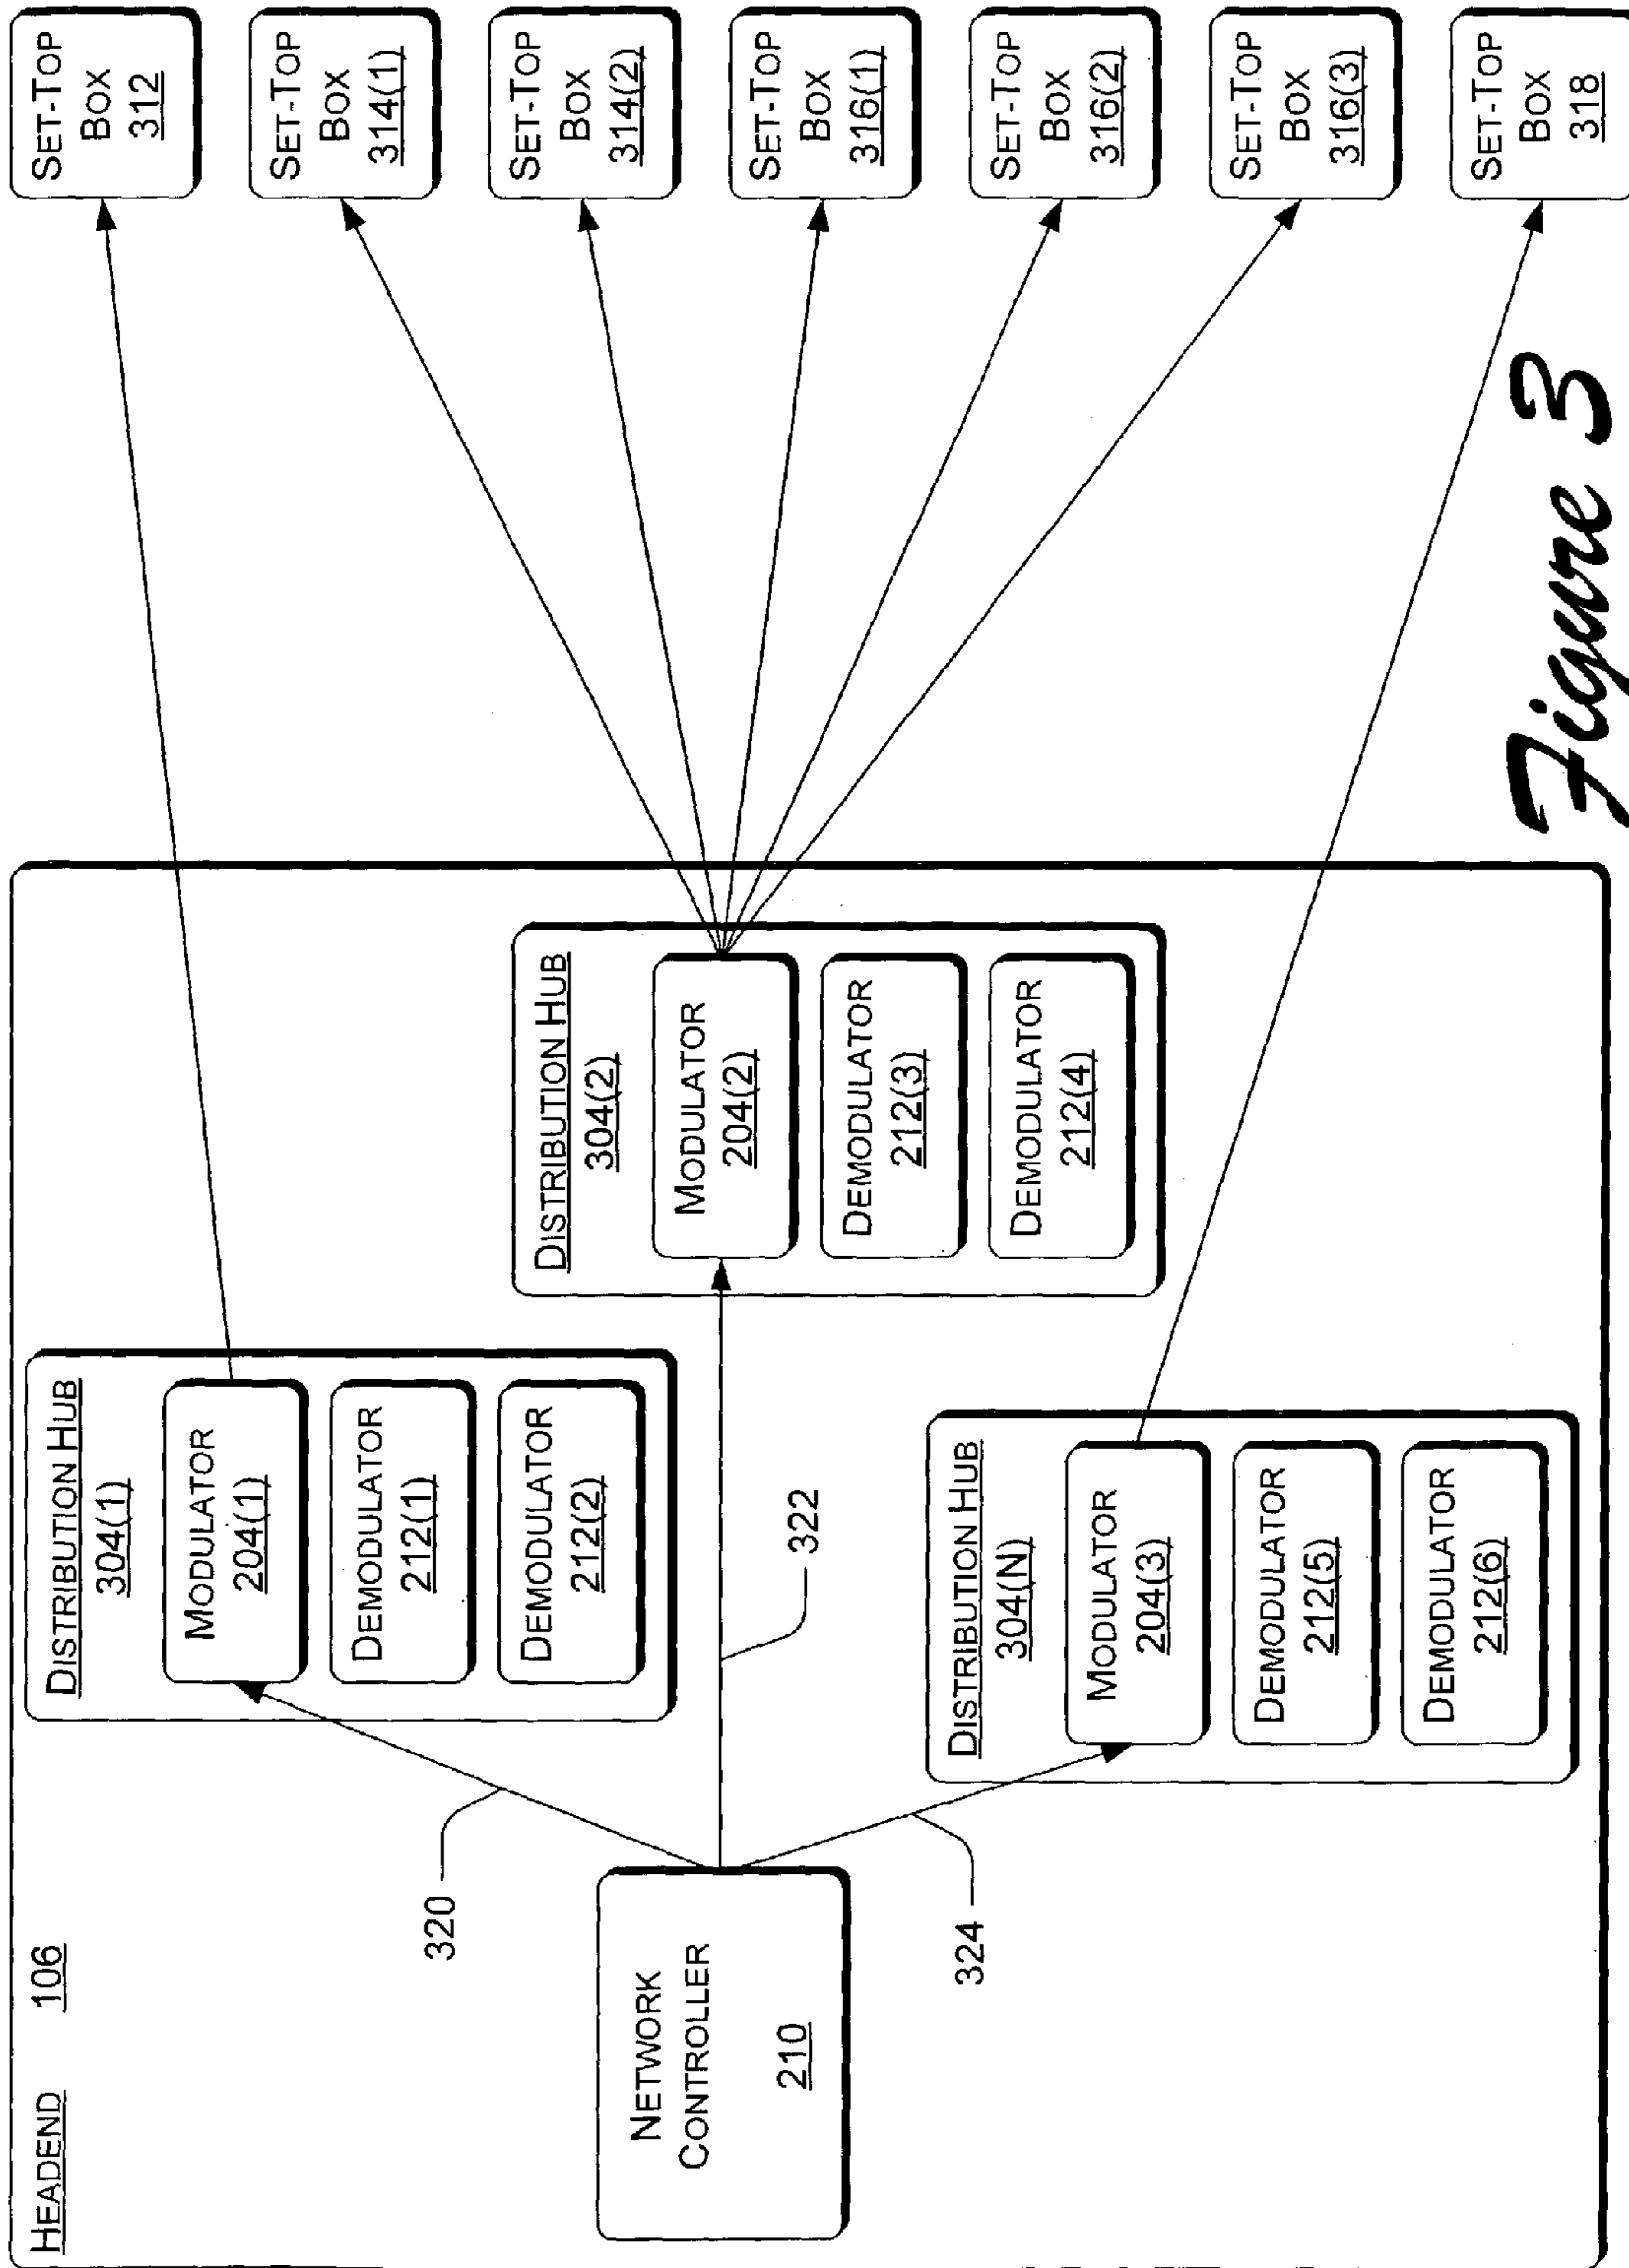 HEADEND 106
NETWORK
CONTROLLER
210
320
322
324
DISTRIBUTION HUB
304(1)
MODULATOR
204(1)
DEMODULATOR
212(1)
DEMODULATOR
212(2)
DISTRIBUTION HUB
304(2)
MODULATOR
204(2)
DEMODULATOR
212(3)
DEMODULATOR
212(4)
DISTRIBUTION HUB
304(N)
MODULATOR
204(3)
DEMODULATOR
212(5)
DEMODULATOR
212(6)
SET-TOP
BOX
312
SET-TOP
BOX
314(1)
SET-TOP
BOX
314(2)
SET-TOP
BOX
316(1)
SET-TOP
BOX
316(2)
SET-TOP
BOX
316(3)
SET-TOP
BOX
318
Figure 3